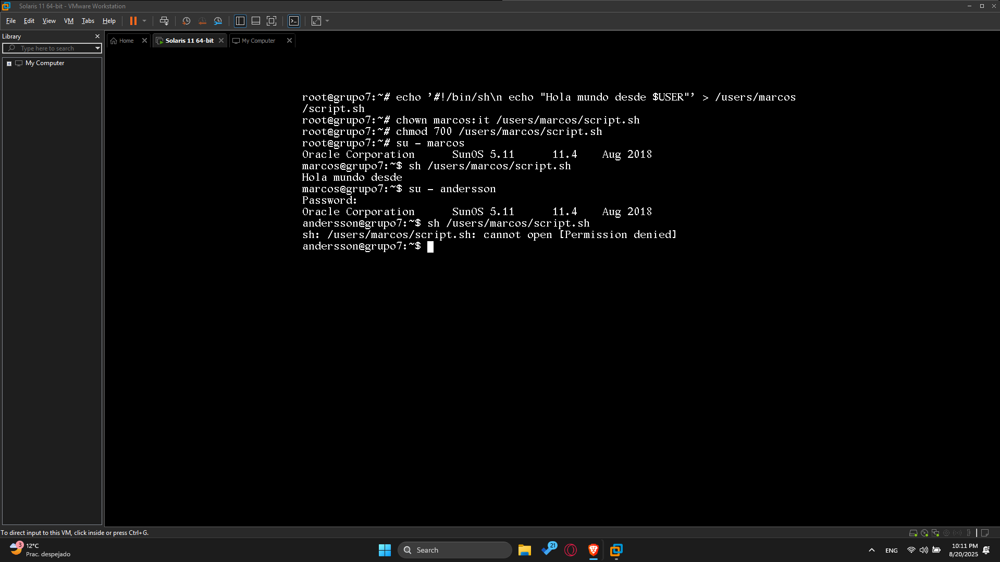 Solaris 11 64-bit - VMware Workstation
File Edit View VM Tabs Help
Library
Type here to search
My Computer
Home
Solaris 11 64-bit
My Computer
root@grupo7:~# echo '#!/bin/sh\n echo "Hola mundo desde $USER"' > /users/marcos
/script.sh
root@grupo7:~# chown marcos:it /users/marcos/script.sh
root@grupo7:~# chmod 700 /users/marcos/script.sh
root@grupo7:~# su - marcos
Oracle Corporation      SunOS 5.11      11.4    Aug 2018
marcos@grupo7:~$ sh /users/marcos/script.sh
Hola mundo desde
marcos@grupo7:~$ su - andersson
Password:
Oracle Corporation      SunOS 5.11      11.4    Aug 2018
andersson@grupo7:~$ sh /users/marcos/script.sh
sh: /users/marcos/script.sh: cannot open [Permission denied]
andersson@grupo7:~$
To direct input to this VM, click inside or press Ctrl+G.
3
12°C
Prac. despejado
Search
21
ENG
10:11 PM
8/20/2025